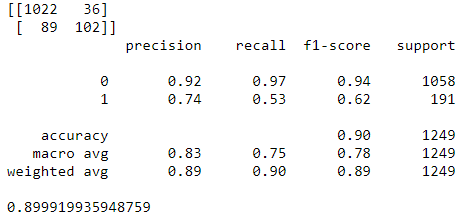 [[1022   36]
 [  89  102]]
              precision    recall  f1-score   support

           0       0.92      0.97      0.94      1058
           1       0.74      0.53      0.62       191

    accuracy                           0.90      1249
   macro avg       0.83      0.75      0.78      1249
weighted avg       0.89      0.90      0.89      1249

0.899919935948759